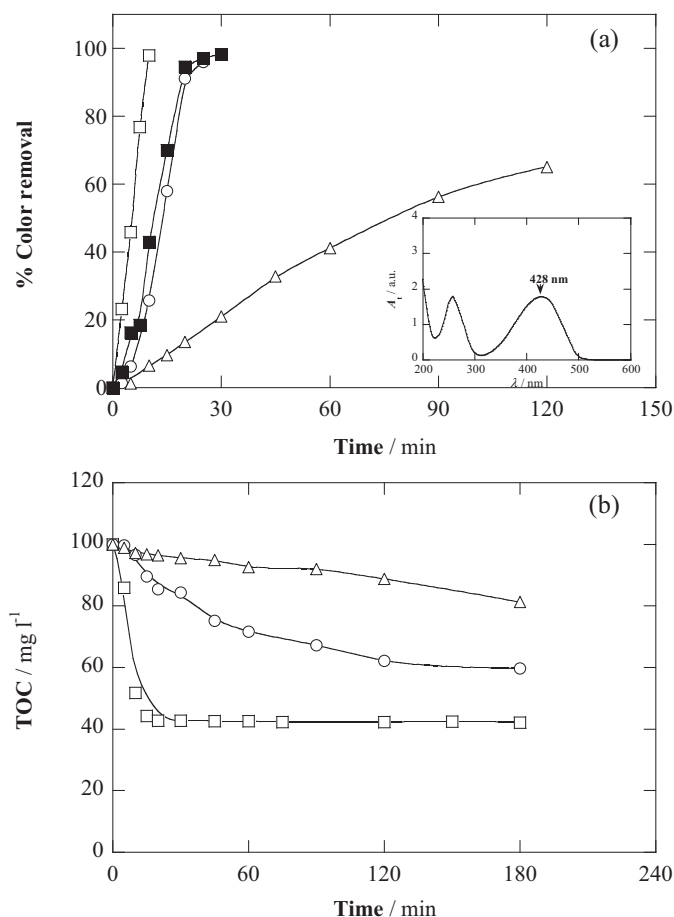 (a)
100
80
60
40
20
0
% Color removal
0 30 60 90 120 150
Time / min
4
3
2
1
0
A_t / a.u.
428 nm
200 300 400 500 600
λ / nm
(b)
120
100
80
60
40
20
0
TOC / mg l⁻¹
0 60 120 180 240
Time / min